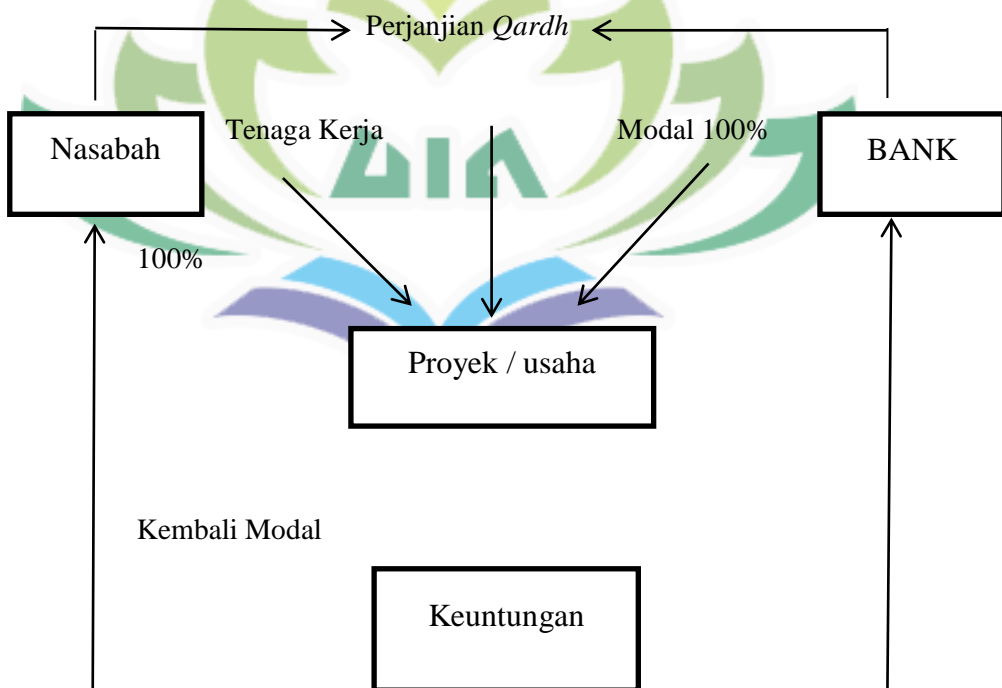 Perjanjian Qardh
Nasabah
Tenaga Kerja
Modal 100%
BANK
100%
Proyek / usaha
Kembali Modal
Keuntungan